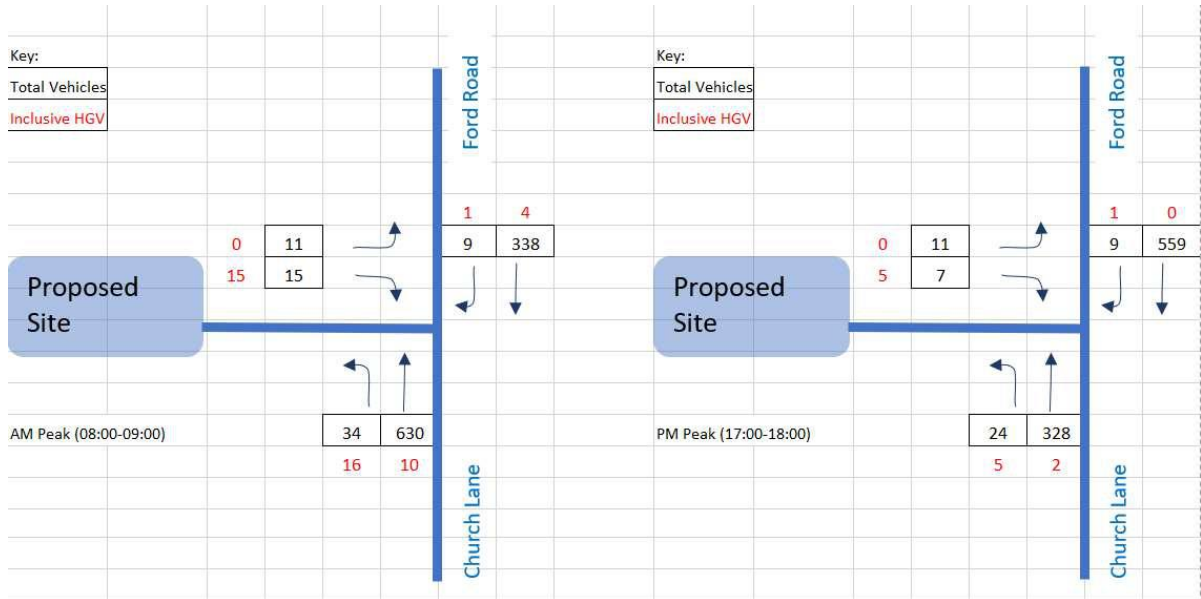 Key:
Total Vehicles
Inclusive HGV
Ford Road
1 4
0 11 9 338
15 15
Proposed
Site
AM Peak (08:00-09:00) 34 630
16 10
Church Lane
Key:
Total Vehicles
Inclusive HGV
Ford Road
1 0
0 11 9 559
5 7
Proposed
Site
PM Peak (17:00-18:00) 24 328
5 2
Church Lane